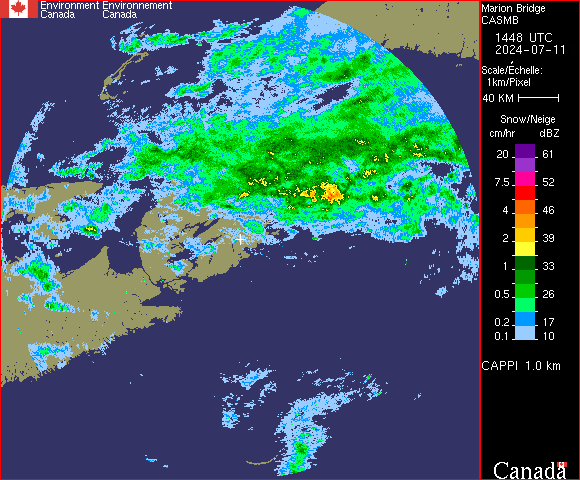 Environment Environnement
Canada Canada
Marion Bridge
CASMB
1448 UTC
2024-07-11
Scale/Échelle:
1km/Pixel
40 KM
Snow/Neige
cm/hr dBZ
20 61
7.5 52
4 46
2 39
1 33
0.5 26
0.2 17
0.1 10
CAPPI 1.0 km
Canada